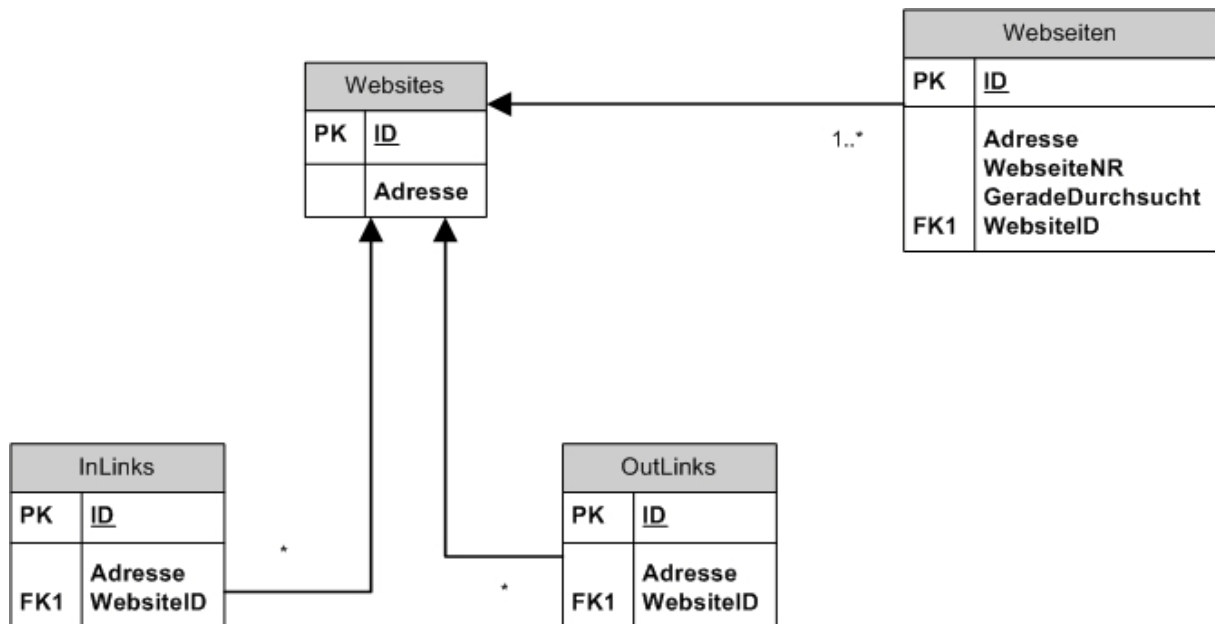 Webseiten
PK ID
Adresse
WebseiteNR
GeradeDurchsucht
FK1 WebsiteID
1..*
Websites
PK ID
Adresse
InLinks
PK ID
Adresse
FK1 WebsiteID
*
OutLinks
PK ID
Adresse
FK1 WebsiteID
*